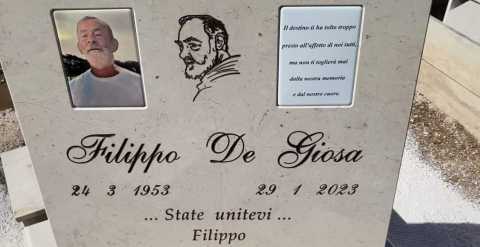 Il destino ti ha tolto troppo
presto all'affetto di noi tutti,
ma non ti toglierà mai
dalla nostra memoria
e dal nostro cuore.
Filippo De Giosa
24 3 1953 29 1 2023
... State unitevi ...
Filippo